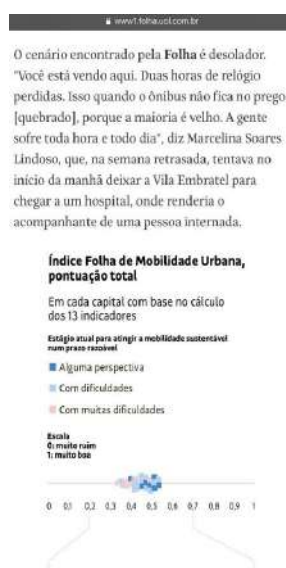 www1.folha.uol.com.br
O cenário encontrado pela Folha é desolador.
"Você está vendo aqui. Duas horas de relógio
perdidas. Isso quando o ônibus não fica no prego
[quebrado], porque a maioria é velho. A gente
sofre toda hora e todo dia", diz Marcelina Soares
Lindoso, que, na semana retrasada, tentava no
início da manhã deixar a Vila Embratel para
chegar a um hospital, onde renderia o
acompanhante de uma pessoa internada.
Índice Folha de Mobilidade Urbana,
pontuação total
Em cada capital com base no cálculo
dos 13 indicadores
Estágio atual para atingir a mobilidade sustentável
num prazo razoável
Alguma perspectiva
Com dificuldades
Com muitas dificuldades
Escala
0: muito ruim
1: muito boa
0 0,1 0,2 0,3 0,4 0,5 0,6 0,7 0,8 0,9 1